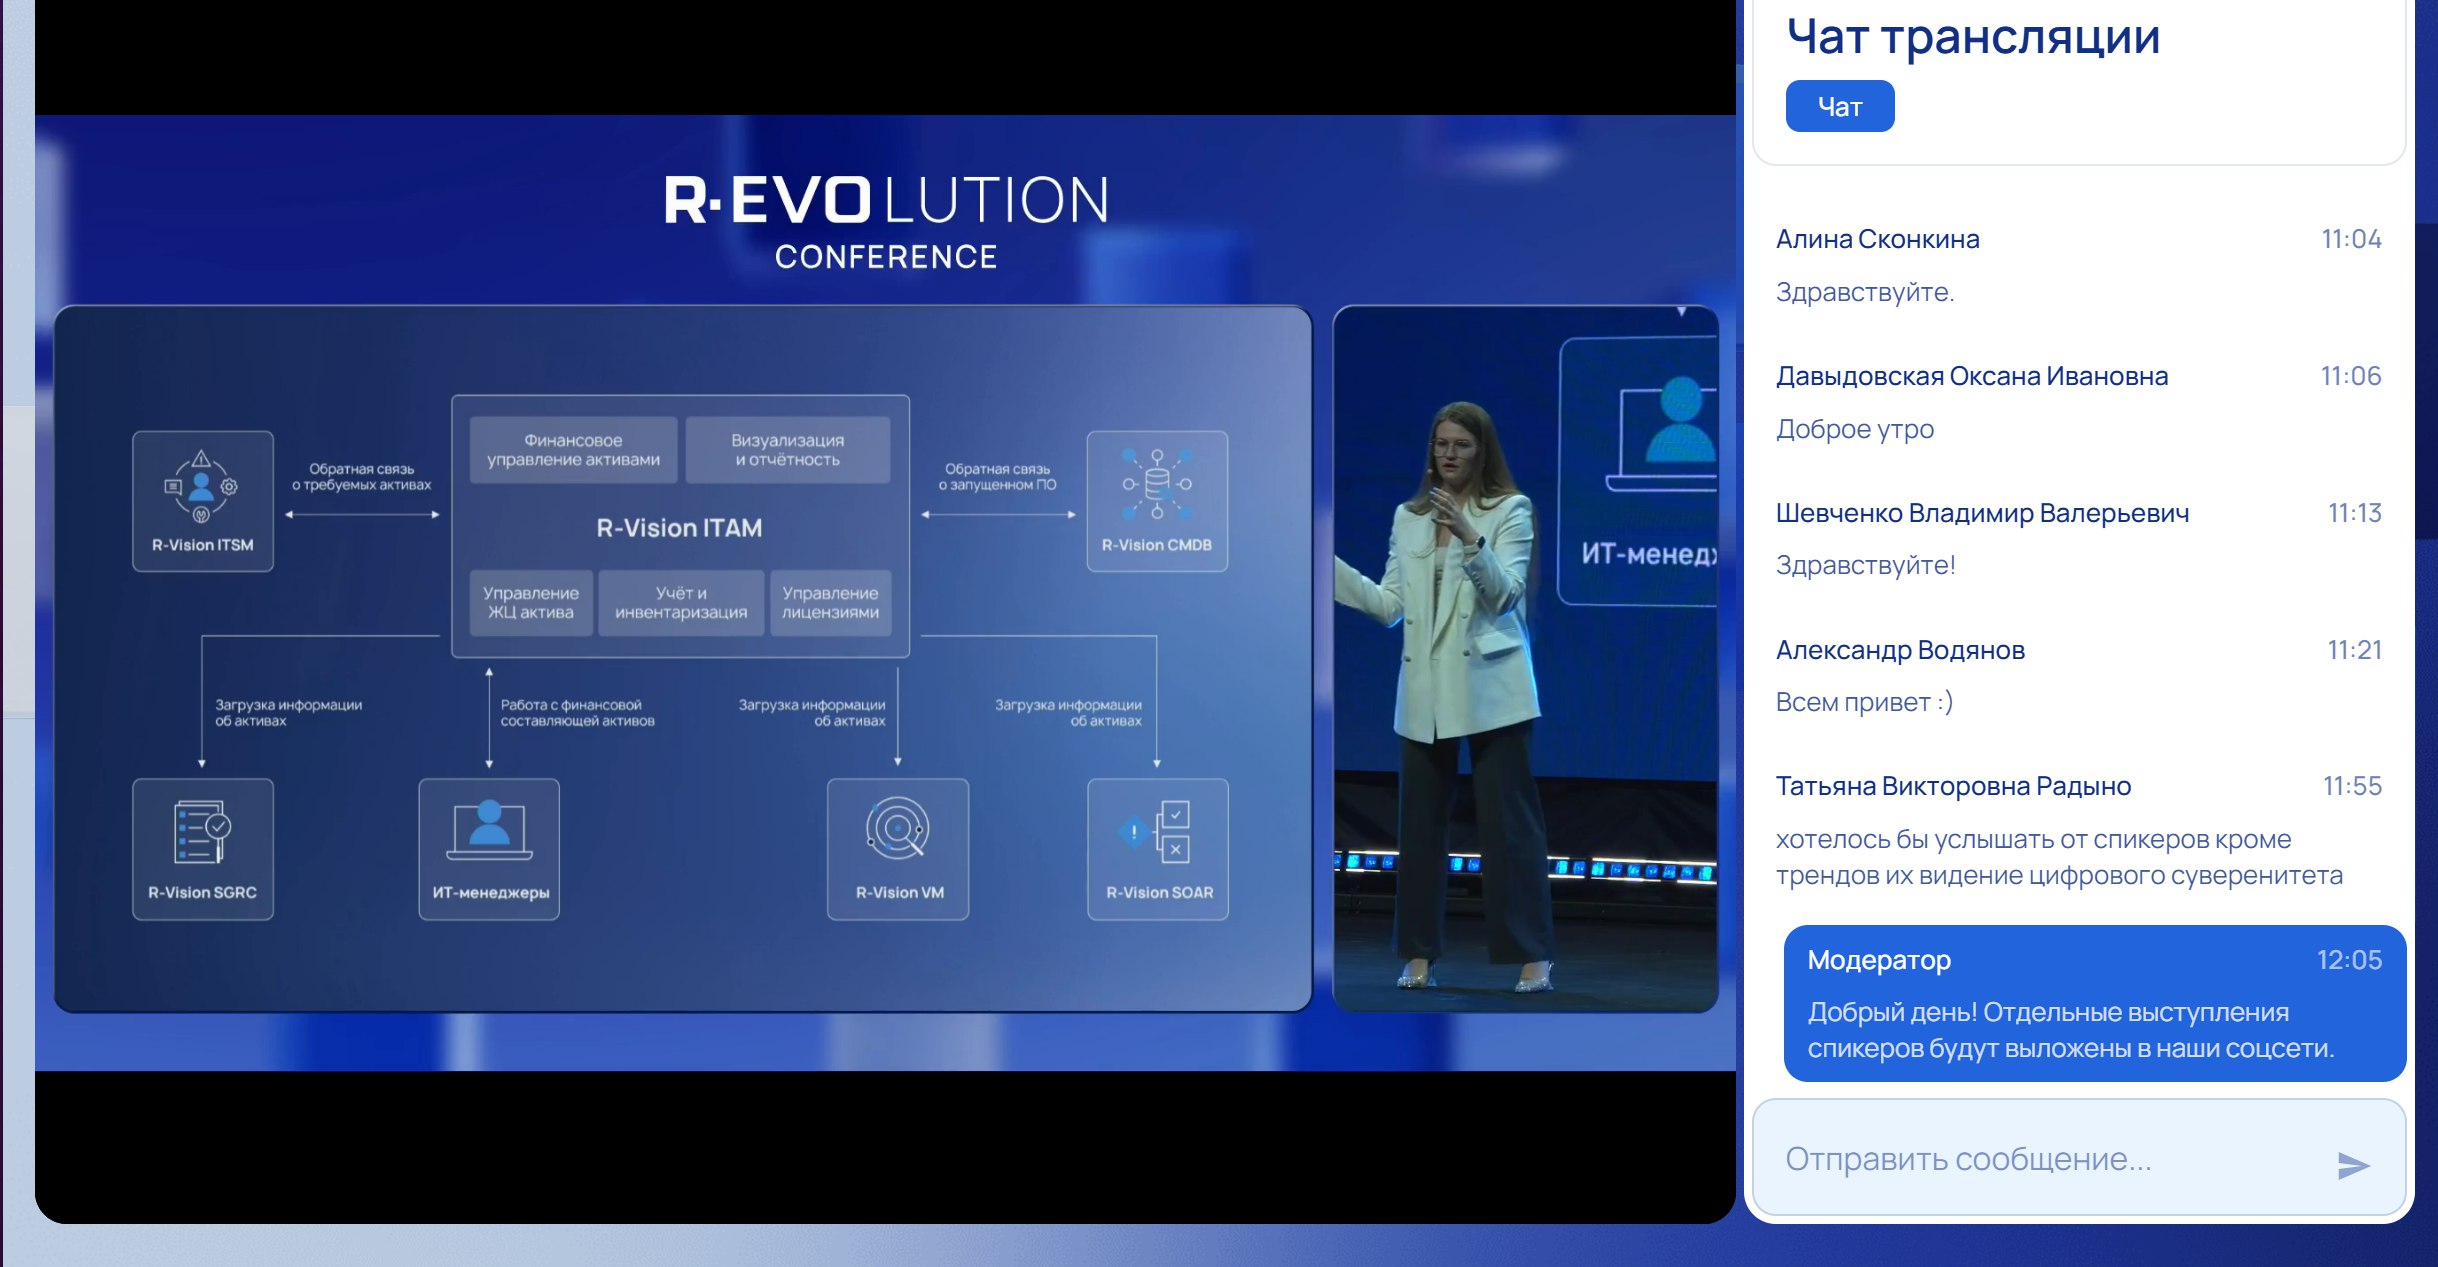 R·EVOLUTION
CONFERENCE
Финансовое
управление активами
Визуализация
и отчётность
R-Vision ITAM
Управление
ЖЦ актива
Учёт и
инвентаризация
Управление
лицензиями
R-Vision ITSM
Обратная связь
о требуемых активах
Обратная связь
о запущенном ПО
R-Vision CMDB
Загрузка информации
об активах
Работа с финансовой
составляющей активов
Загрузка информации
об активах
Загрузка информации
об активах
R-Vision SGRC
ИТ-менеджеры
R-Vision VM
R-Vision SOAR
ИТ-менедж
Чат трансляции
Чат
Алина Сконкина 11:04
Здравствуйте.
Давыдовская Оксана Ивановна 11:06
Доброе утро
Шевченко Владимир Валерьевич 11:13
Здравствуйте!
Александр Водянов 11:21
Всем привет :)
Татьяна Викторовна Радыно 11:55
хотелось бы услышать от спикеров кроме
трендов их видение цифрового суверенитета
Модератор 12:05
Добрый день! Отдельные выступления
спикеров будут выложены в наши соцсети.
Отправить сообщение...